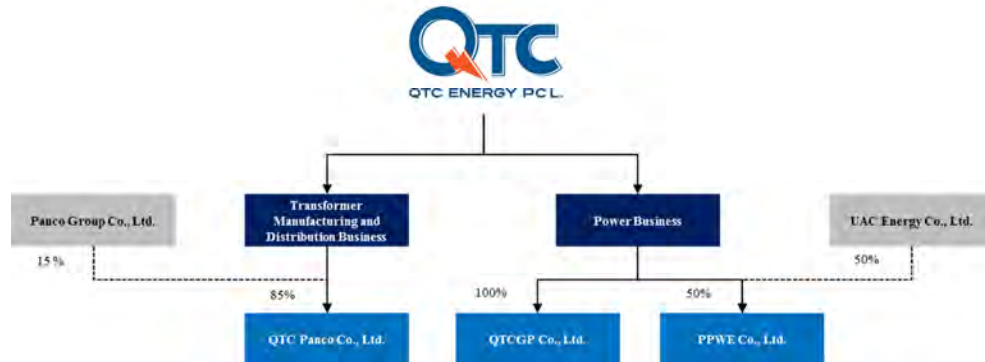 QTC
QTC ENERGY PCL.
Panco Group Co., Ltd.
Transformer
Manufacturing and
Distribution Business
Power Business
UAC Energy Co., Ltd.
15 %
50%
85%
100%
50%
QTC Panco Co., Ltd.
QTCGP Co., Ltd.
PPWE Co., Ltd.